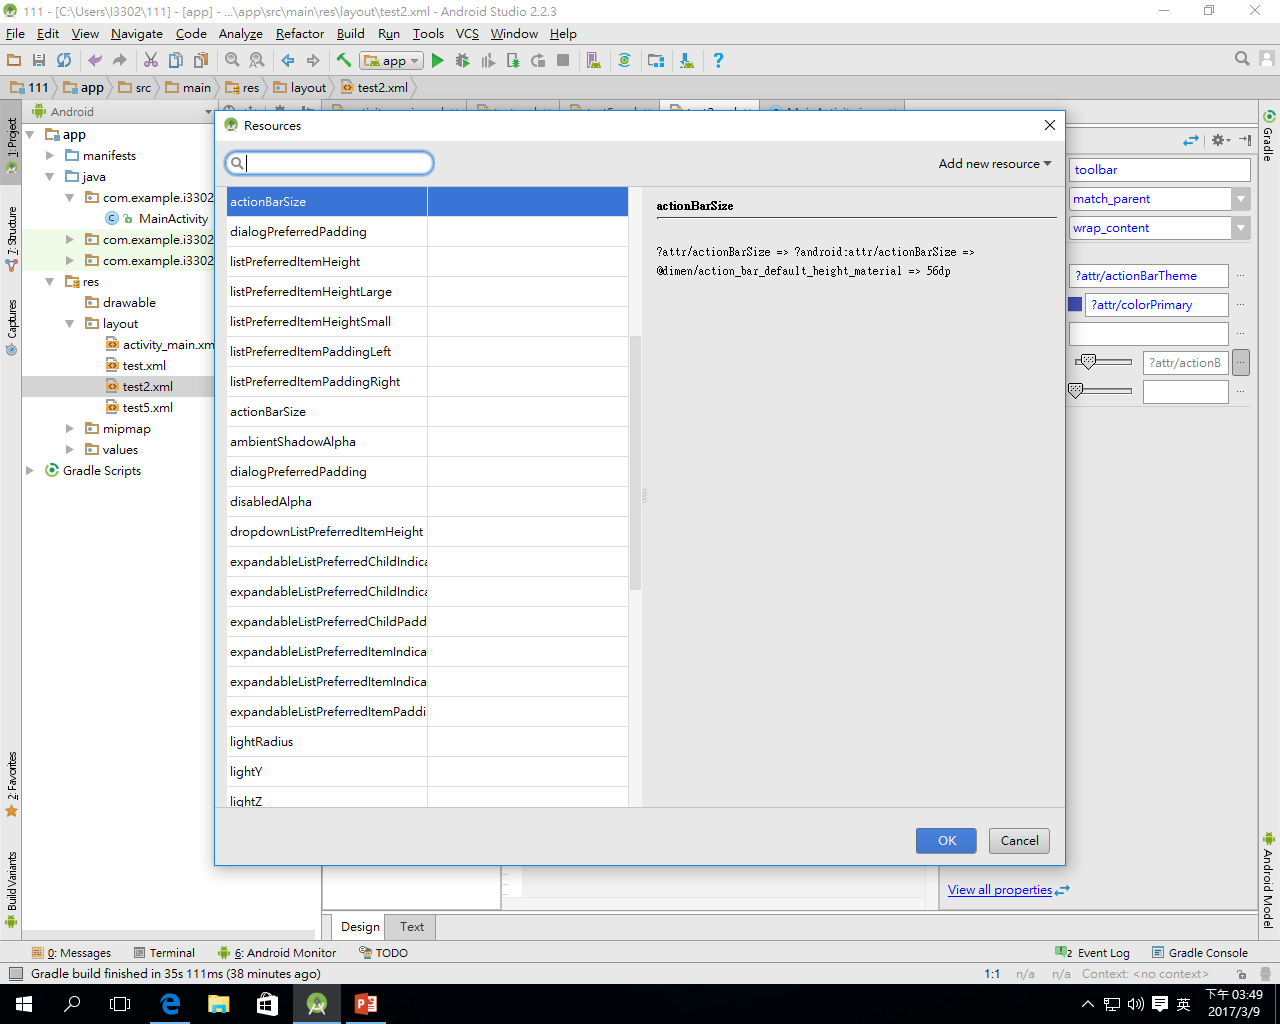 111 - [C:\Users\I3302\111] - [app] - ...\app\src\main\res\layout\test2.xml - Android Studio 2.2.3
File Edit View Navigate Code Analyze Refactor Build Run Tools VCS Window Help
app
111 app src main res layout test2.xml
Android
1: Project
7: Structure
Captures
2: Favorites
Build Variants
app
manifests
java
com.example.i3302
MainActivity
com.example.i3302
com.example.i3302
res
drawable
layout
activity_main.xm
test.xml
test2.xml
test5.xml
mipmap
values
Gradle Scripts
Resources
Add new resource
actionBarSize
dialogPreferredPadding
listPreferredItemHeight
listPreferredItemHeightLarge
listPreferredItemHeightSmall
listPreferredItemPaddingLeft
listPreferredItemPaddingRight
actionBarSize
ambientShadowAlpha
dialogPreferredPadding
disabledAlpha
dropdownListPreferredItemHeight
expandableListPreferredChildIndica
expandableListPreferredChildIndica
expandableListPreferredChildPadd
expandableListPreferredItemIndica
expandableListPreferredItemIndica
expandableListPreferredItemPaddi
lightRadius
lightY
lightZ
actionBarSize
?attr/actionBarSize => ?android:attr/actionBarSize =>
@dimen/action_bar_default_height_material => 56dp
OK Cancel
toolbar
match_parent
wrap_content
?attr/actionBarTheme
?attr/colorPrimary
?attr/actionB
View all properties
Gradle
Android Model
Design Text
0: Messages Terminal 6: Android Monitor TODO 2 Event Log Gradle Console
Gradle build finished in 35s 111ms (38 minutes ago) 1:1 n/a n/a Context: <no context>
英
下午 03:49
2017/3/9